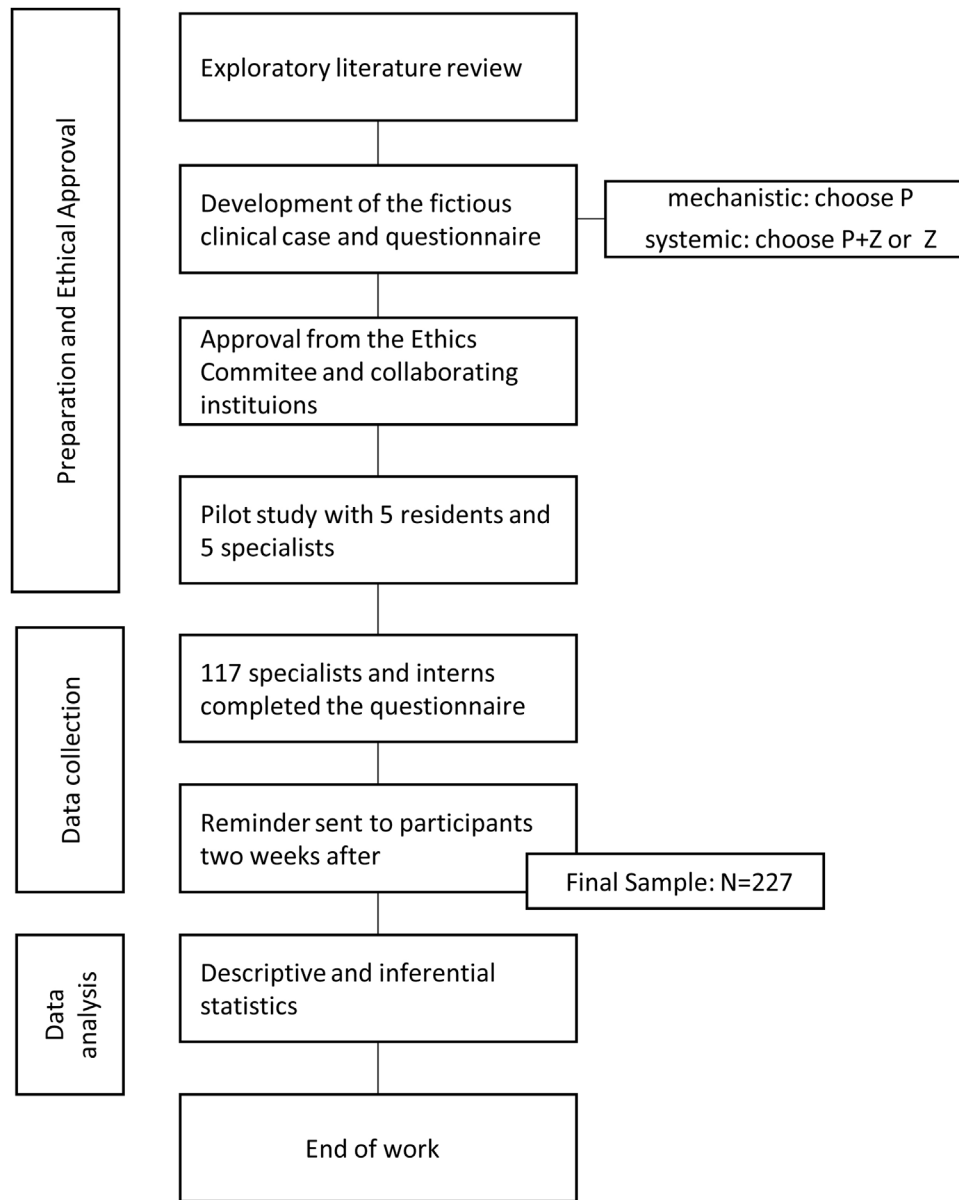 Preparation and Ethical Approval
Exploratory literature review
Development of the fictious
clinical case and questionnaire
mechanistic: choose P
systemic: choose P+Z or Z
Approval from the Ethics
Commitee and collaborating
instituions
Pilot study with 5 residents and
5 specialists
Data collection
117 specialists and interns
completed the questionnaire
Reminder sent to participants
two weeks after
Final Sample: N=227
Data
analysis
Descriptive and inferential
statistics
End of work